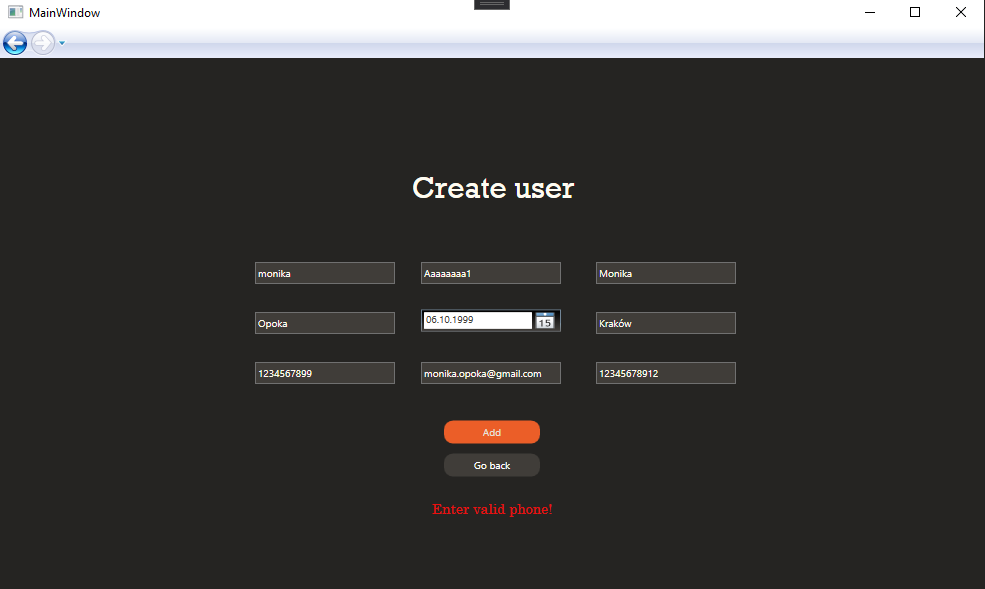 MainWindow
Create user
monika
Aaaaaaaa1
Monika
Opoka
06.10.1999
15
Kraków
1234567899
monika.opoka@gmail.com
12345678912
Add
Go back
Enter valid phone!